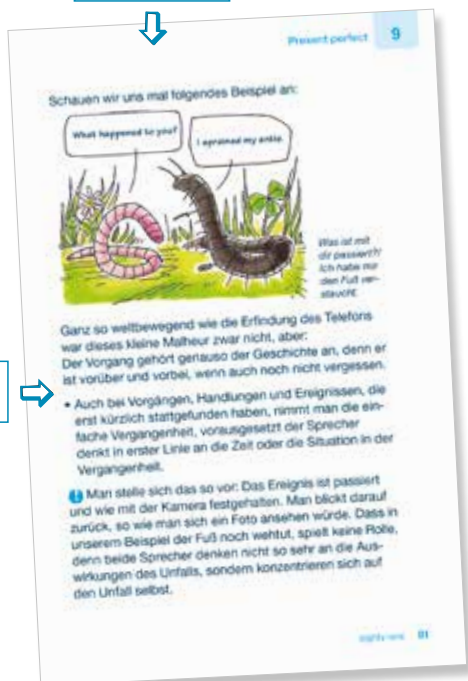 Present perfect 9
Schauen wir uns mal folgendes Beispiel an:
What happened to you?
I sprained my ankle.
Was ist mit
dir passiert?
Ich habe mir
den Fuß ver-
staucht.
Ganz so weltbewegend wie die Erfindung des Telefons
war dieses kleine Malheur zwar nicht, aber:
Der Vorgang gehört genauso der Geschichte an, denn er
ist vorüber und vorbei, wenn auch noch nicht vergessen.
• Auch bei Vorgängen, Handlungen und Ereignissen, die
erst kürzlich stattgefunden haben, nimmt man die ein-
fache Vergangenheit, vorausgesetzt der Sprecher
denkt in erster Linie an die Zeit oder die Situation in der
Vergangenheit.
! Man stelle sich das so vor: Das Ereignis ist passiert
und wie mit der Kamera festgehalten. Man blickt darauf
zurück, so wie man sich ein Foto ansehen würde. Dass in
unserem Beispiel der Fuß noch wehtut, spielt keine Rolle,
denn beide Sprecher denken nicht so sehr an die Aus-
wirkungen des Unfalls, sondern konzentrieren sich auf
den Unfall selbst.
eighty-one 81